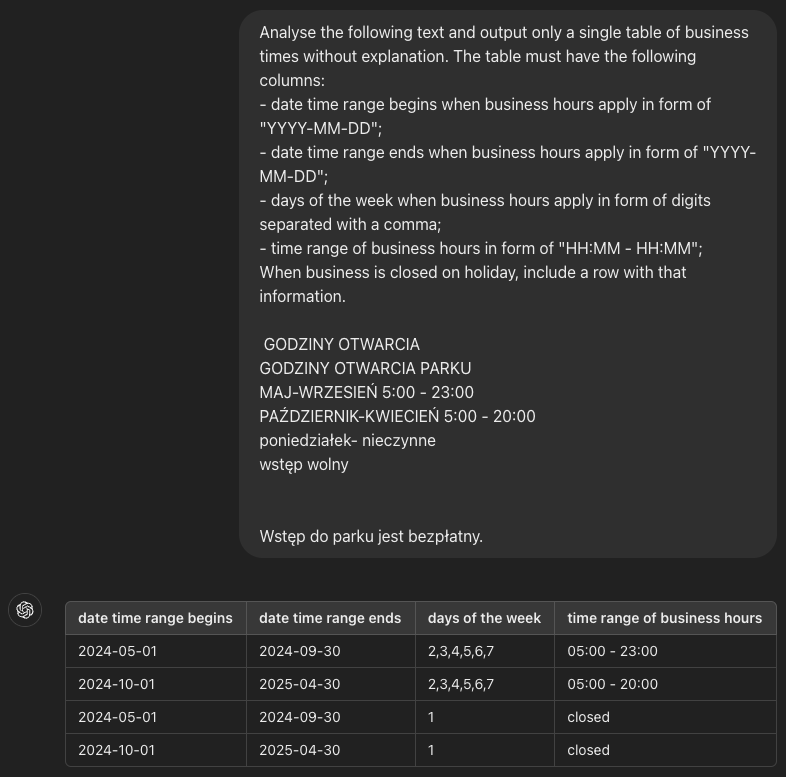 Analyse the following text and output only a single table of business
times without explanation. The table must have the following
columns:
- date time range begins when business hours apply in form of
"YYYY-MM-DD";
- date time range ends when business hours apply in form of "YYYY-
MM-DD";
- days of the week when business hours apply in form of digits
separated with a comma;
- time range of business hours in form of "HH:MM - HH:MM";
When business is closed on holiday, include a row with that
information.
GODZINY OTWARCIA
GODZINY OTWARCIA PARKU
MAJ-WRZESIEŃ 5:00 - 23:00
PAŹDZIERNIK-KWIECIEŃ 5:00 - 20:00
poniedziałek- nieczynne
wstęp wolny
Wstęp do parku jest bezpłatny.
date time range begins date time range ends days of the week time range of business hours
2024-05-01 2024-09-30 2,3,4,5,6,7 05:00 - 23:00
2024-10-01 2025-04-30 2,3,4,5,6,7 05:00 - 20:00
2024-05-01 2024-09-30 1 closed
2024-10-01 2025-04-30 1 closed